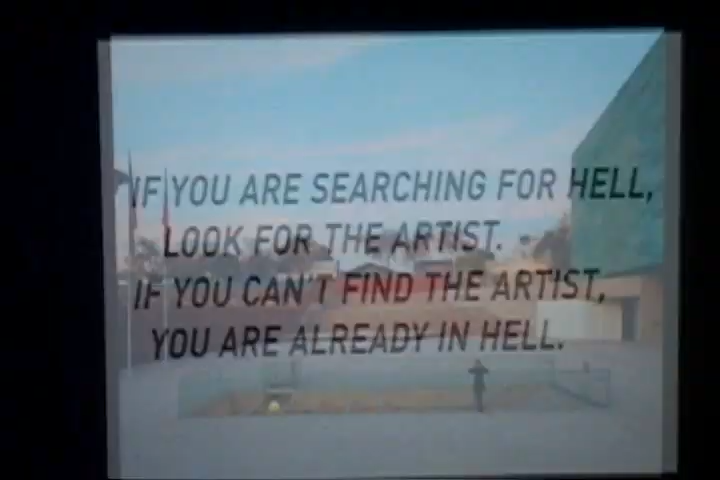 IF YOU ARE SEARCHING FOR HELL,
LOOK FOR THE ARTIST.
IF YOU CAN'T FIND THE ARTIST,
YOU ARE ALREADY IN HELL.